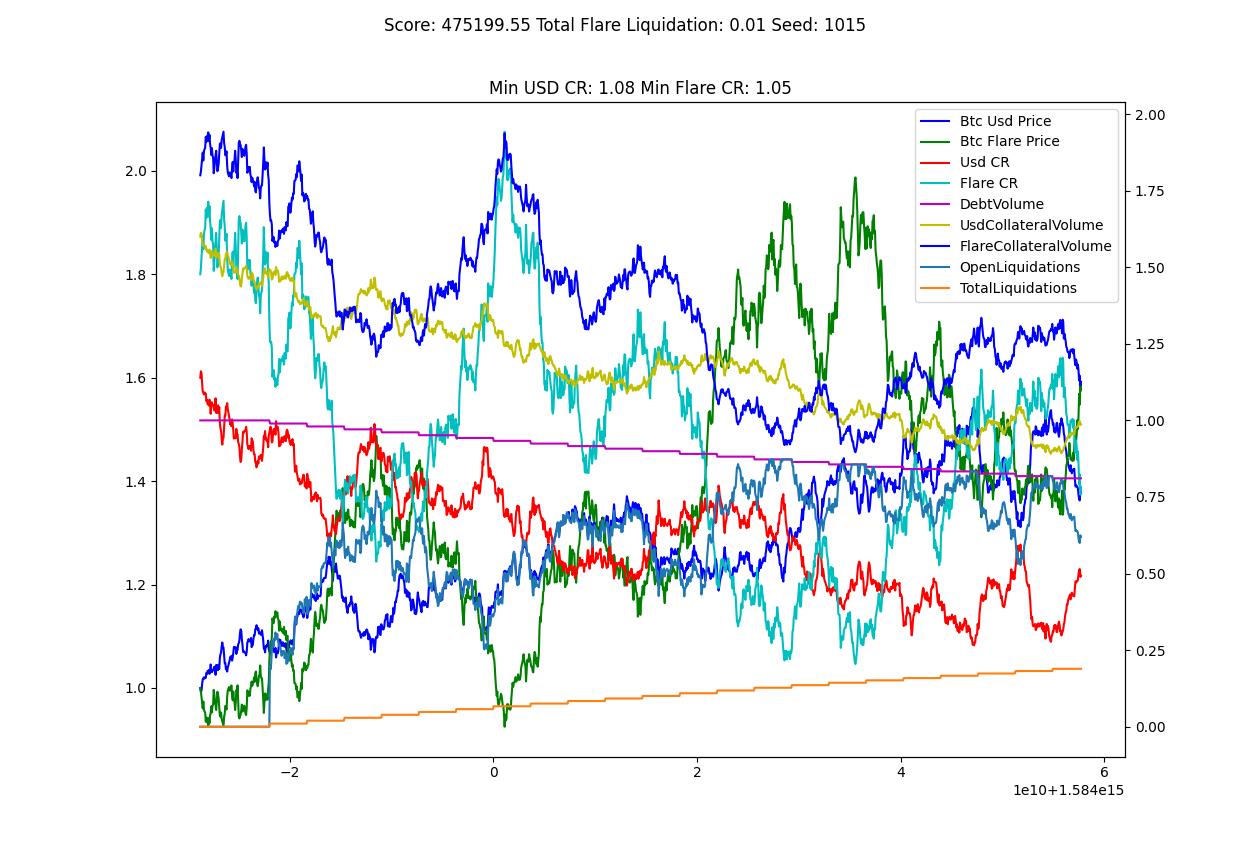 Score: 475199.55 Total Flare Liquidation: 0.01 Seed: 1015
Min USD CR: 1.08 Min Flare CR: 1.05
Btc Usd Price
Btc Flare Price
Usd CR
Flare CR
DebtVolume
UsdCollateralVolume
FlareCollateralVolume
OpenLiquidations
TotalLiquidations
2.0
1.8
1.6
1.4
1.2
1.0
2.00
1.75
1.50
1.25
1.00
0.75
0.50
0.25
0.00
−2
0
2
4
6
1e10+1.584e15